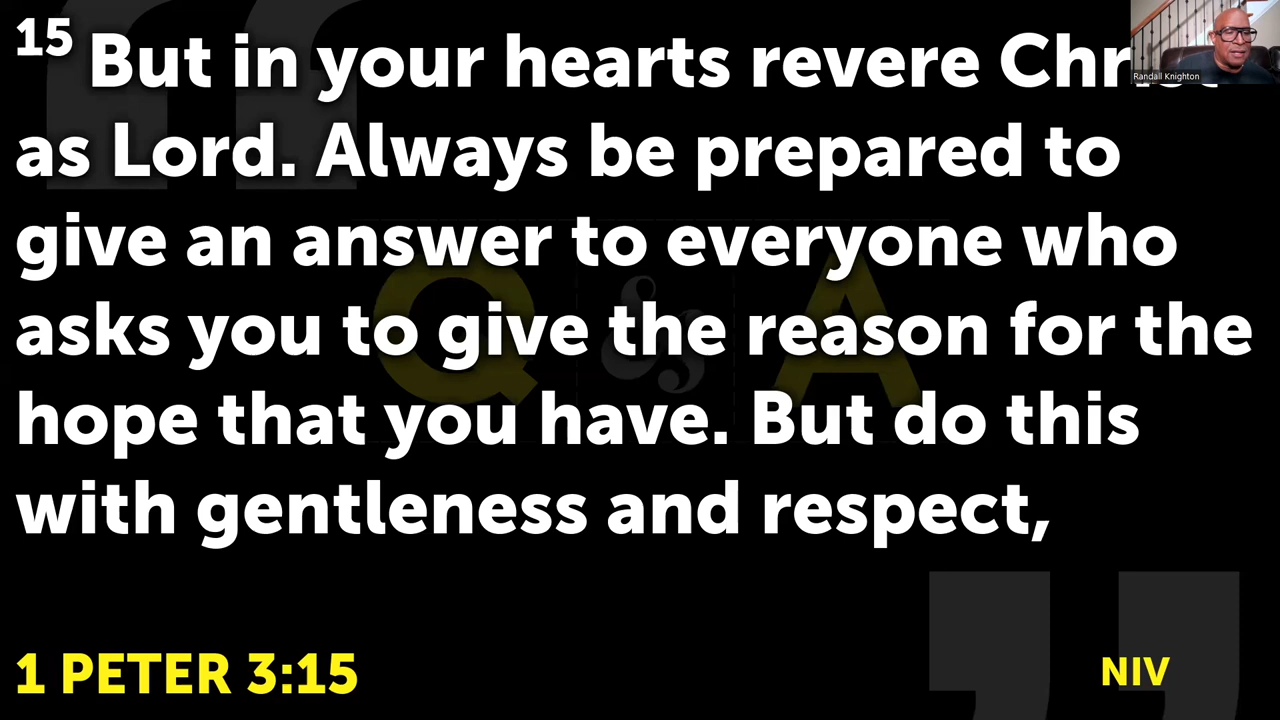 15 But in your hearts revere Christ
as Lord. Always be prepared to
give an answer to everyone who
asks you to give the reason for the
hope that you have. But do this
with gentleness and respect,
Q & A
1 PETER 3:15
NIV
Randall Knighton